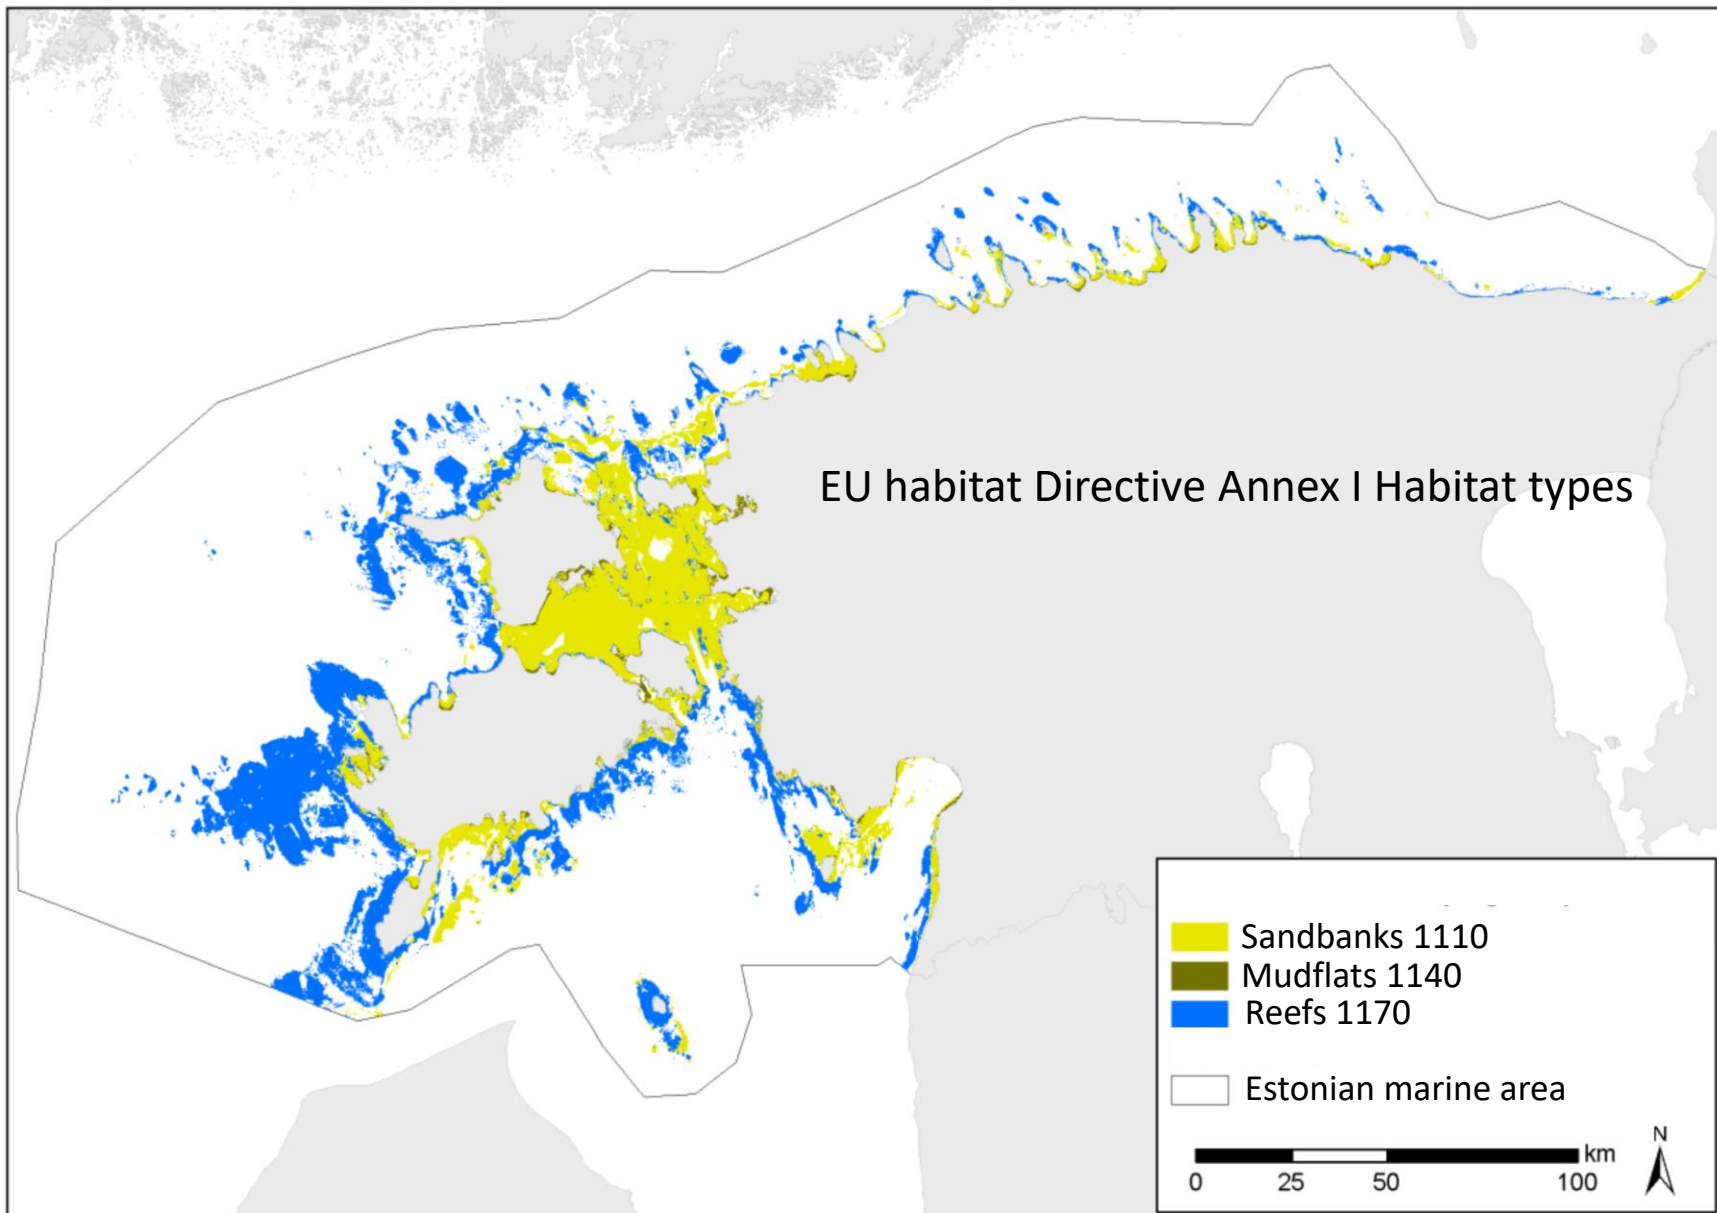 EU habitat Directive Annex I Habitat types
Sandbanks 1110
Mudflats 1140
Reefs 1170
Estonian marine area
km
0 25 50 100
N